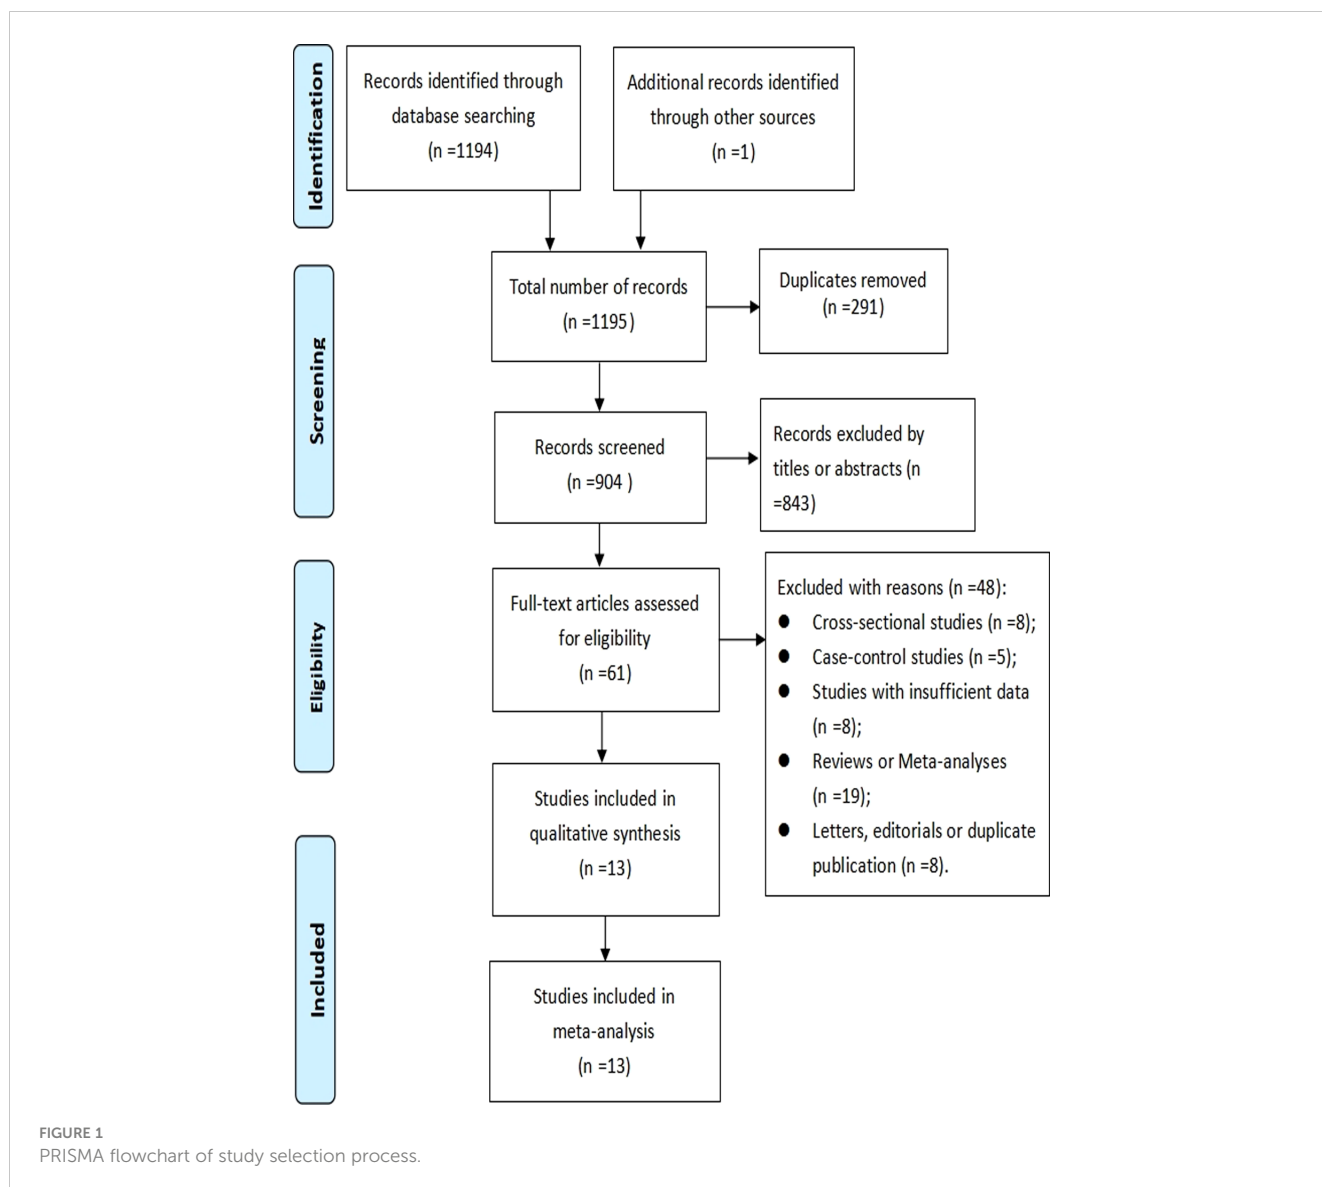 Identification
Records identified through
database searching
(n =1194)
Additional records identified
through other sources
(n =1)
Screening
Total number of records
(n =1195)
Duplicates removed
(n =291)
Records screened
(n =904 )
Records excluded by
titles or abstracts (n
=843)
Eligibility
Full-text articles assessed
for eligibility
(n =61)
Excluded with reasons (n =48):
● Cross-sectional studies (n =8);
● Case-control studies (n =5);
● Studies with insufficient data
(n =8);
● Reviews or Meta-analyses
(n =19);
● Letters, editorials or duplicate
publication (n =8).
Included
Studies included in
qualitative synthesis
(n =13)
Studies included in
meta-analysis
(n =13)
FIGURE 1
PRISMA flowchart of study selection process.